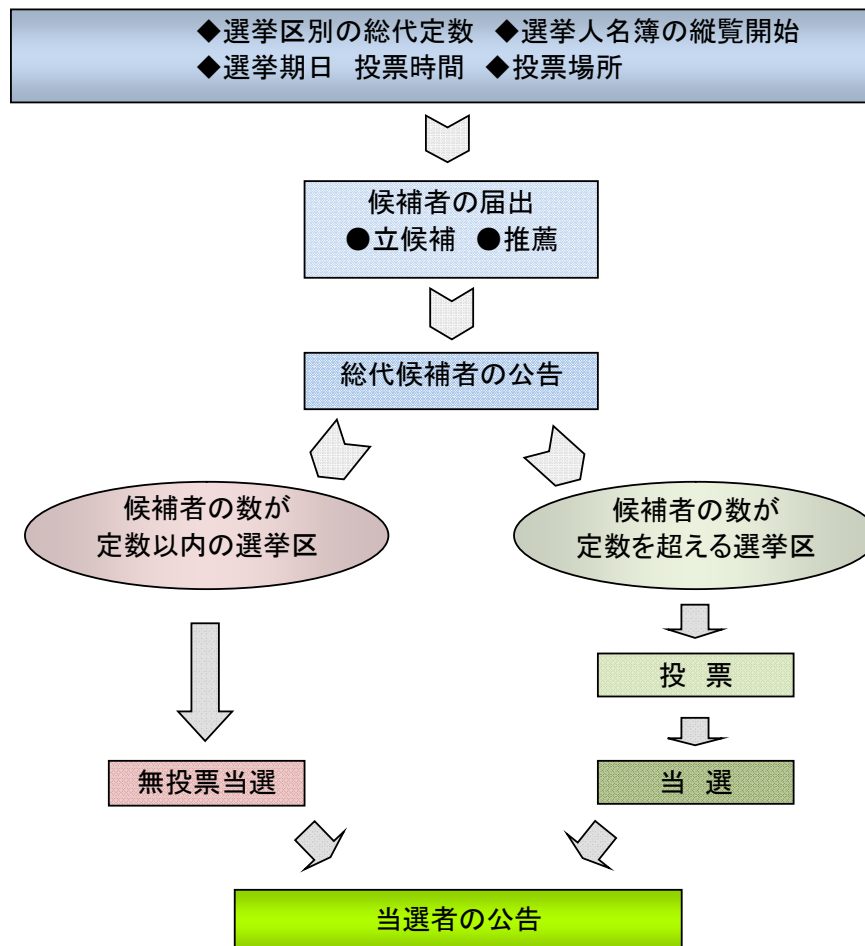 ◆選挙区別の総代定数 ◆選挙人名簿の縦覧開始
◆選挙期日 投票時間 ◆投票場所
候補者の届出
●立候補 ●推薦
総代候補者の公告
候補者の数が
定数以内の選挙区
候補者の数が
定数を超える選挙区
投 票
無投票当選
当 選
当選者の公告